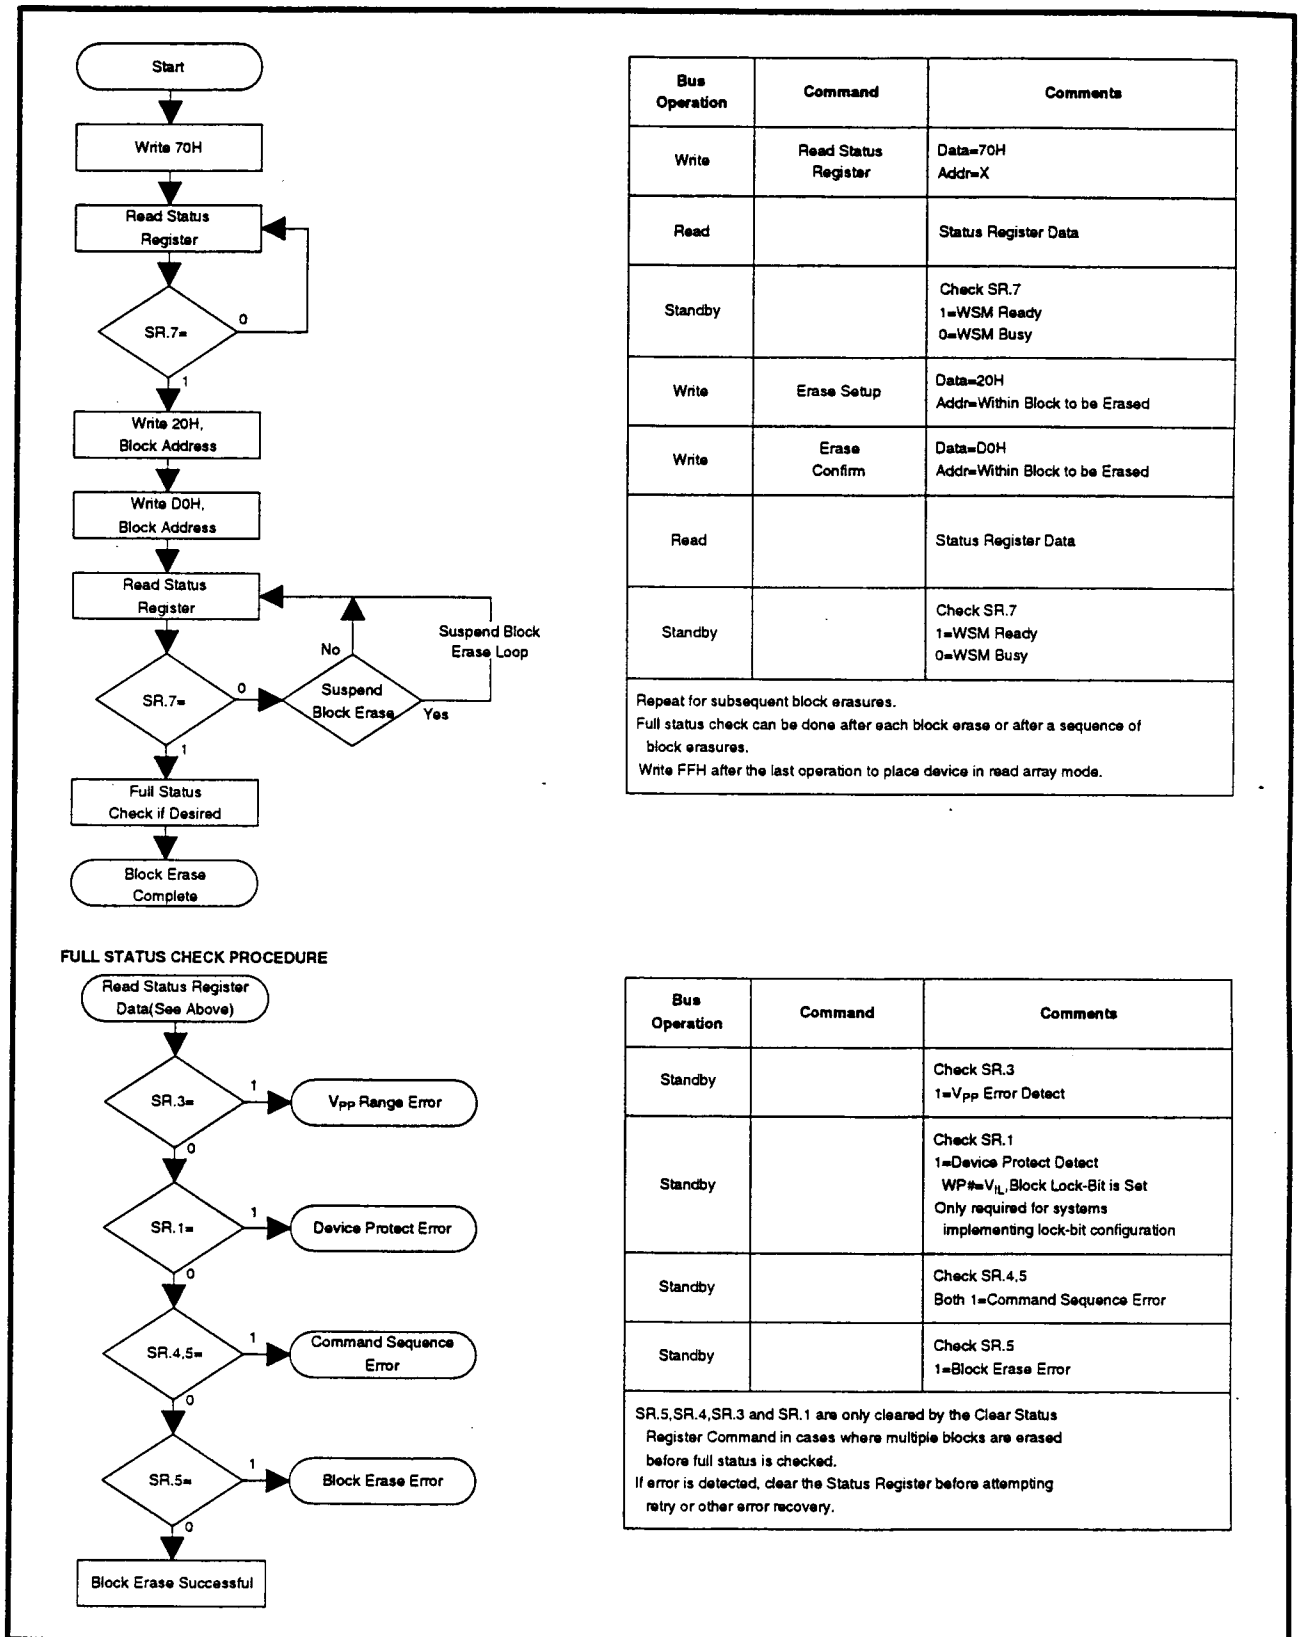 Start
Write 70H
Read Status
Register
SR.7=
0
1
Write 20H,
Block Address
Write D0H,
Block Address
Read Status
Register
Suspend Block
Erase Loop
No
SR.7=
0
Suspend
Block Erase
Yes
1
Full Status
Check if Desired
Block Erase
Complete
Bus
Operation
Command
Comments
Write
Read Status
Register
Data=70H
Addr=X
Read
Status Register Data
Standby
Check SR.7
1=WSM Ready
0=WSM Busy
Write
Erase Setup
Data=20H
Addr=Within Block to be Erased
Write
Erase
Confirm
Data=D0H
Addr=Within Block to be Erased
Read
Status Register Data
Standby
Check SR.7
1=WSM Ready
0=WSM Busy
Repeat for subsequent block erasures.
Full status check can be done after each block erase or after a sequence of
block erasures.
Write FFH after the last operation to place device in read array mode.
FULL STATUS CHECK PROCEDURE
Read Status Register
Data(See Above)
SR.3=
1
VPP Range Error
0
SR.1=
1
Device Protect Error
0
SR.4,5=
1
Command Sequence
Error
0
SR.5=
1
Block Erase Error
0
Block Erase Successful
Bus
Operation
Command
Comments
Standby
Check SR.3
1=VPP Error Detect
Standby
Check SR.1
1=Device Protect Detect
WP#=VIL,Block Lock-Bit is Set
Only required for systems
implementing lock-bit configuration
Standby
Check SR.4,5
Both 1=Command Sequence Error
Standby
Check SR.5
1=Block Erase Error
SR.5,SR.4,SR.3 and SR.1 are only cleared by the Clear Status
Register Command in cases where multiple blocks are erased
before full status is checked.
If error is detected, clear the Status Register before attempting
retry or other error recovery.